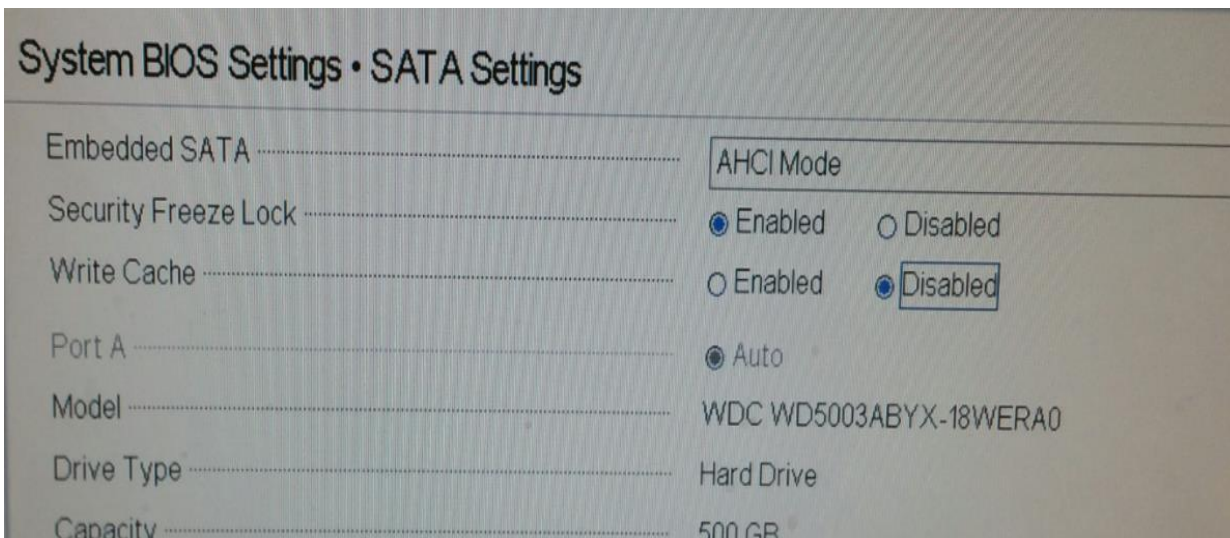 System BIOS Settings • SATA Settings
Embedded SATA AHCI Mode
Security Freeze Lock Enabled Disabled
Write Cache Enabled Disabled
Port A Auto
Model WDC WD5003ABYX-18WERA0
Drive Type Hard Drive
Capacity 500 GB